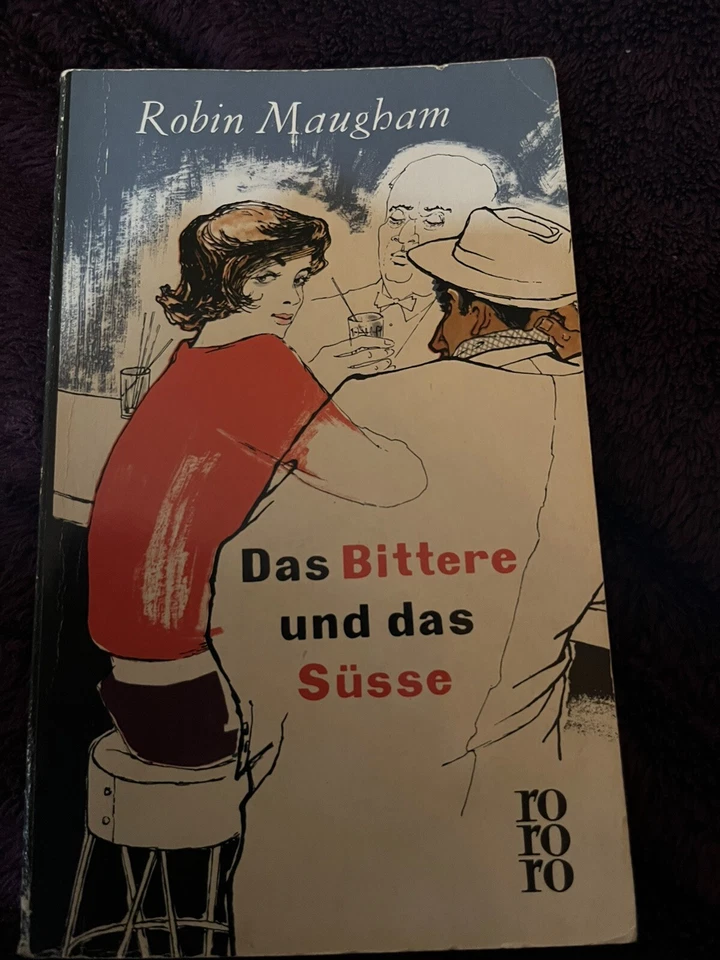 Robin Maugham
Das Bittere
und das
Süsse
ro
ro
ro